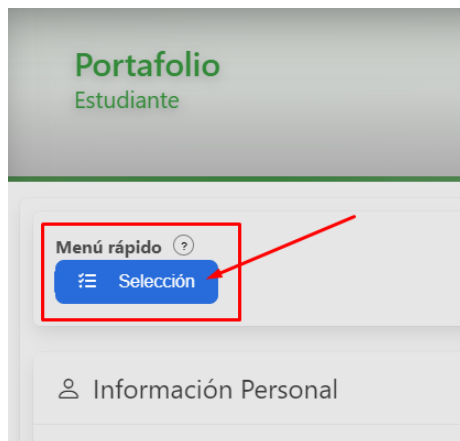 Portafolio
Estudiante
Menú rápido ?
Selección
Información Personal